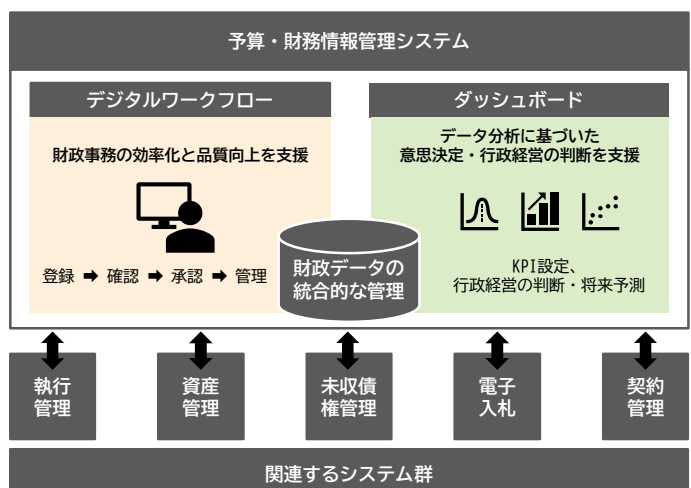 予算・財務情報管理システム
デジタルワークフロー
財政事務の効率化と品質向上を支援
登録 ➡ 確認 ➡ 承認 ➡ 管理
財政データの
統合的な管理
ダッシュボード
データ分析に基づいた
意思決定・行政経営の判断を支援
KPI設定、
行政経営の判断・将来予測
執行
管理
資産
管理
未収債
権管理
電子
入札
契約
管理
関連するシステム群